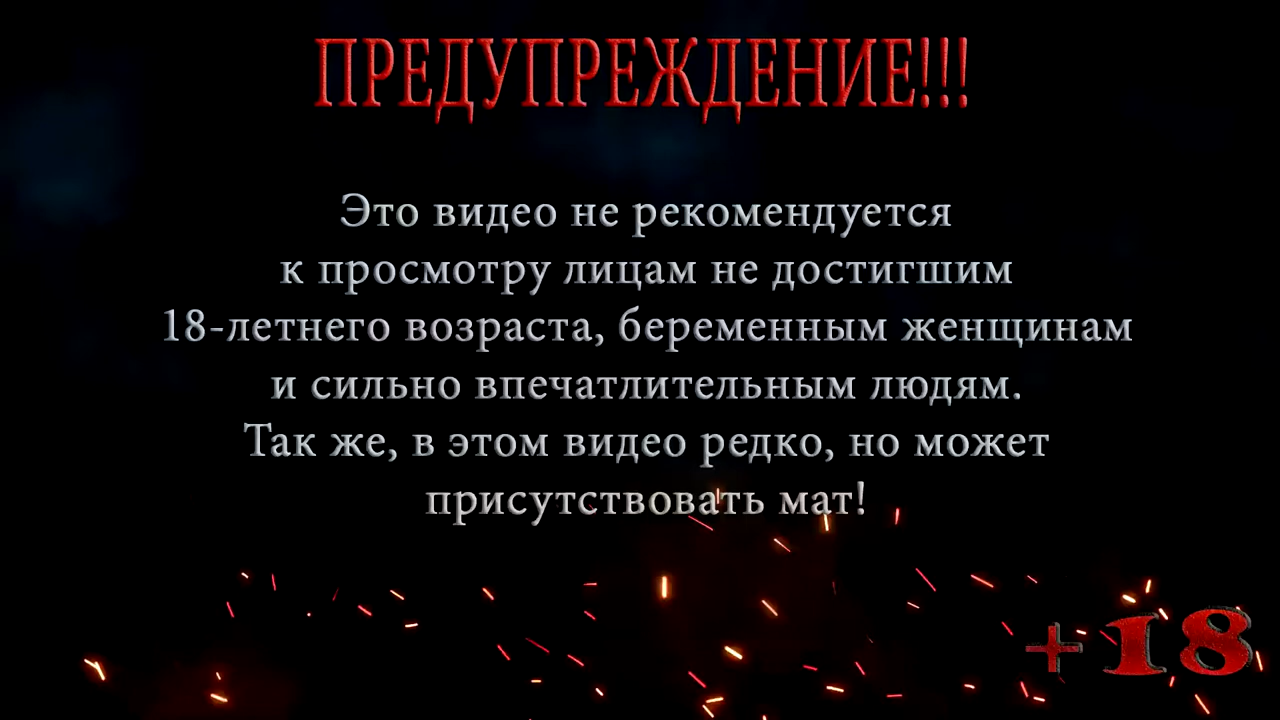 ПРЕДУПРЕЖДЕНИЕ!!!
Это видео не рекомендуется
к просмотру лицам не достигшим
18-летнего возраста, беременным женщинам
и сильно впечатлительным людям.
Так же, в этом видео редко, но может
присутствовать мат!
+18